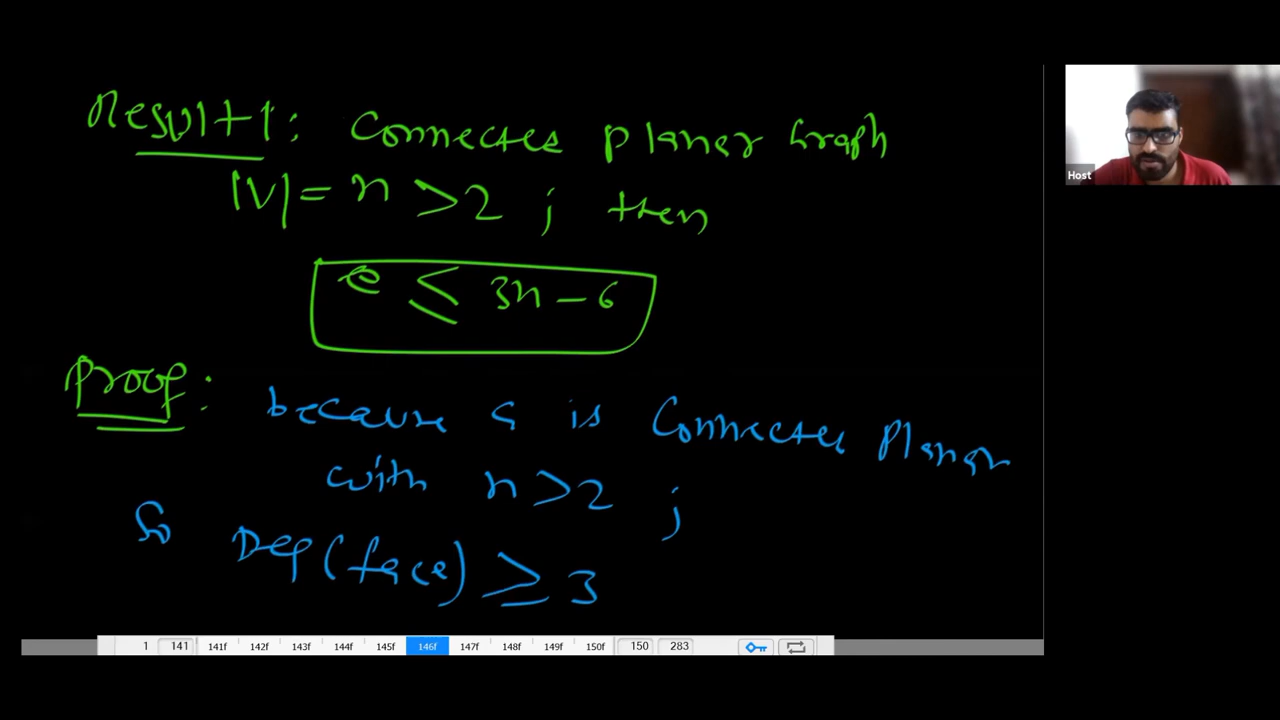 Result 1: Connected Planar Graph
|V| = n > 2 ; then
e ≤ 3n - 6
Proof: because G is Connected Planar
with n > 2 ;
So Deg(face) ≥ 3
Host
1 141 141f 142f 143f 144f 145f 146f 147f 148f 149f 150f 150 283